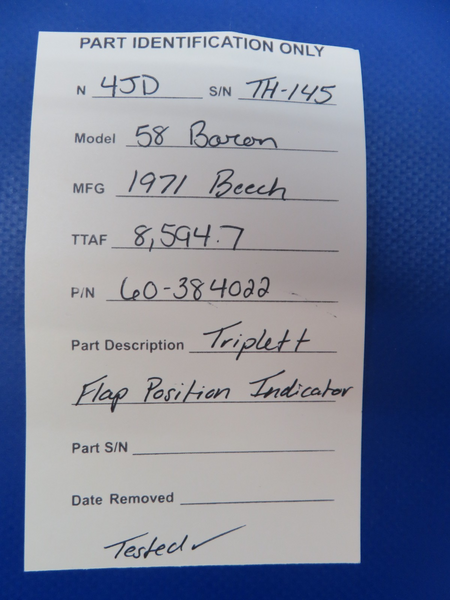 PART IDENTIFICATION ONLY
N 4JD S/N TH-145
Model 58 Baron
MFG 1971 Beech
TTAF 8,594.7
P/N 60-384022
Part Description Triplett
Flap Position Indicator
Part S/N
Date Removed
Tested ✓